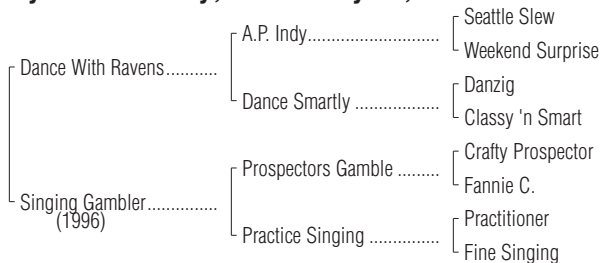 Seattle Slew
A.P. Indy
Weekend Surprise
Dance With Ravens
Danzig
Dance Smartly
Classy 'n Smart
Crafty Prospector
Prospectors Gamble
Fannie C.
Singing Gambler
(1996)
Practitioner
Practice Singing
Fine Singing